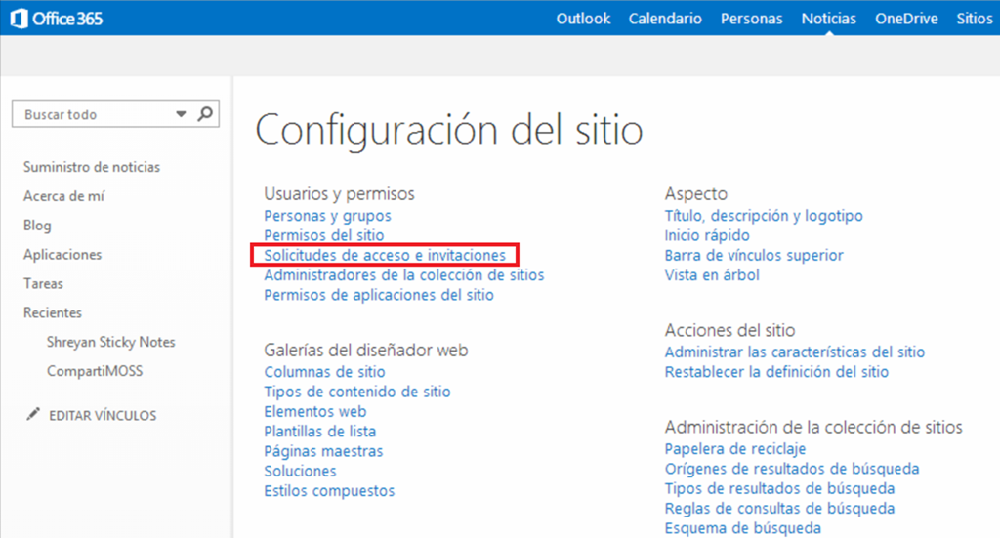 Office 365
Outlook Calendario Personas Noticias OneDrive Sitios
Buscar todo
Suministro de noticias
Acerca de mí
Blog
Aplicaciones
Tareas
Recientes
Shreyan Sticky Notes
CompartiMOSS
EDITAR VÍNCULOS
Configuración del sitio
Usuarios y permisos
Personas y grupos
Permisos del sitio
Solicitudes de acceso e invitaciones
Administradores de la colección de sitios
Permisos de aplicaciones del sitio
Galerías del diseñador web
Columnas de sitio
Tipos de contenido de sitio
Elementos web
Plantillas de lista
Páginas maestras
Soluciones
Estilos compuestos
Aspecto
Título, descripción y logotipo
Inicio rápido
Barra de vínculos superior
Vista en árbol
Acciones del sitio
Administrar las características del sitio
Restablecer la definición del sitio
Administración de la colección de sitios
Papelera de reciclaje
Orígenes de resultados de búsqueda
Tipos de resultados de búsqueda
Reglas de consultas de búsqueda
Esquema de búsqueda